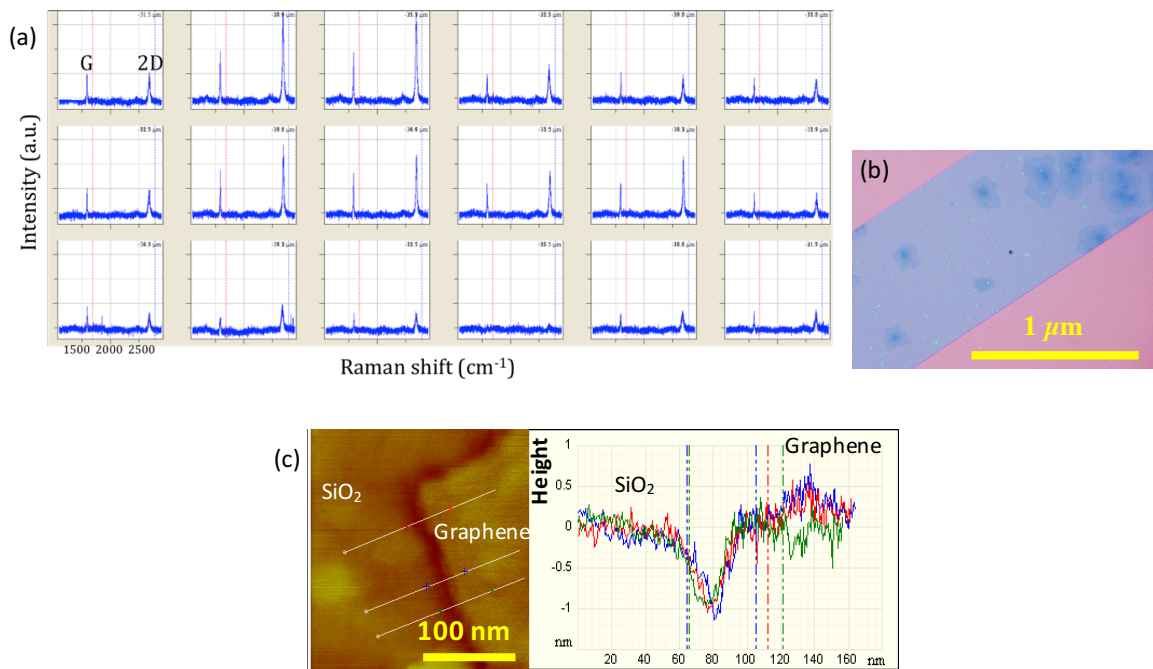 (a)
G
2D
Intensity (a.u.)
1500 2000 2500
Raman shift (cm-1)
(b)
1 µm
(c)
SiO2
Graphene
100 nm
Height
1
0.5
0
-0.5
-1
nm
SiO2
Graphene
0 20 40 60 80 100 120 140 160 nm